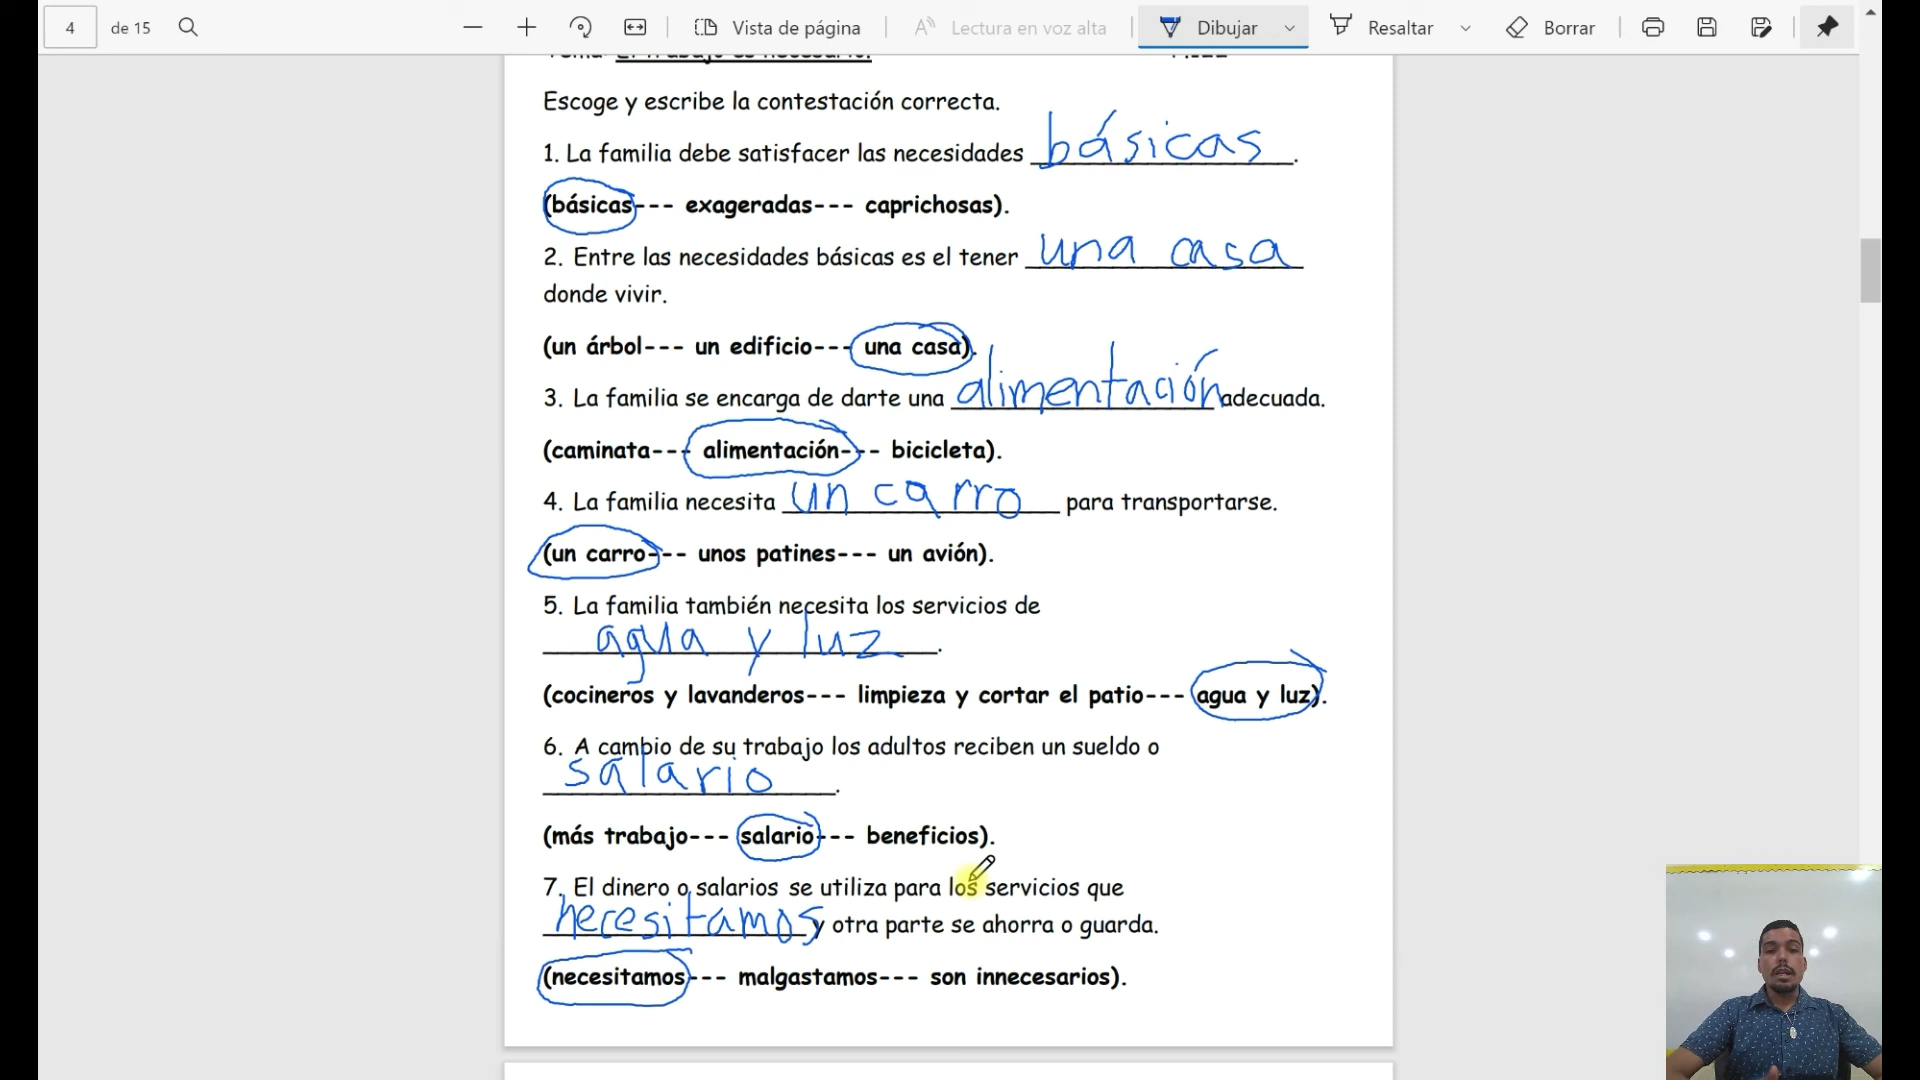 4 de 15 Vista de página Lectura en voz alta Dibujar Resaltar Borrar
Escoge y escribe la contestación correcta.
1. La familia debe satisfacer las necesidades básicas.
(básicas--- exageradas--- caprichosas).
2. Entre las necesidades básicas es el tener una casa
donde vivir.
(un árbol--- un edificio--- una casa).
3. La familia se encarga de darte una alimentación adecuada.
(caminata--- alimentación--- bicicleta).
4. La familia necesita un carro para transportarse.
(un carro--- unos patines--- un avión).
5. La familia también necesita los servicios de
agua y luz.
(cocineros y lavanderos--- limpieza y cortar el patio--- agua y luz).
6. A cambio de su trabajo los adultos reciben un sueldo o
salario.
(más trabajo--- salario--- beneficios).
7. El dinero o salarios se utiliza para los servicios que
necesitamos y otra parte se ahorra o guarda.
(necesitamos--- malgastamos--- son innecesarios).